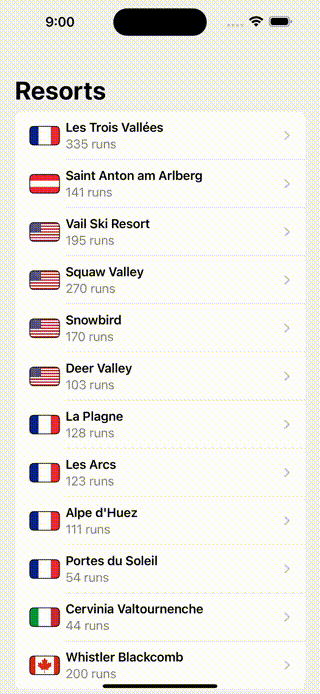 9:00
Resorts
Les Trois Vallées
335 runs
Saint Anton am Arlberg
141 runs
Vail Ski Resort
195 runs
Squaw Valley
270 runs
Snowbird
170 runs
Deer Valley
103 runs
La Plagne
128 runs
Les Arcs
123 runs
Alpe d'Huez
111 runs
Portes du Soleil
54 runs
Cervinia Valtournenche
44 runs
Whistler Blackcomb
200 runs